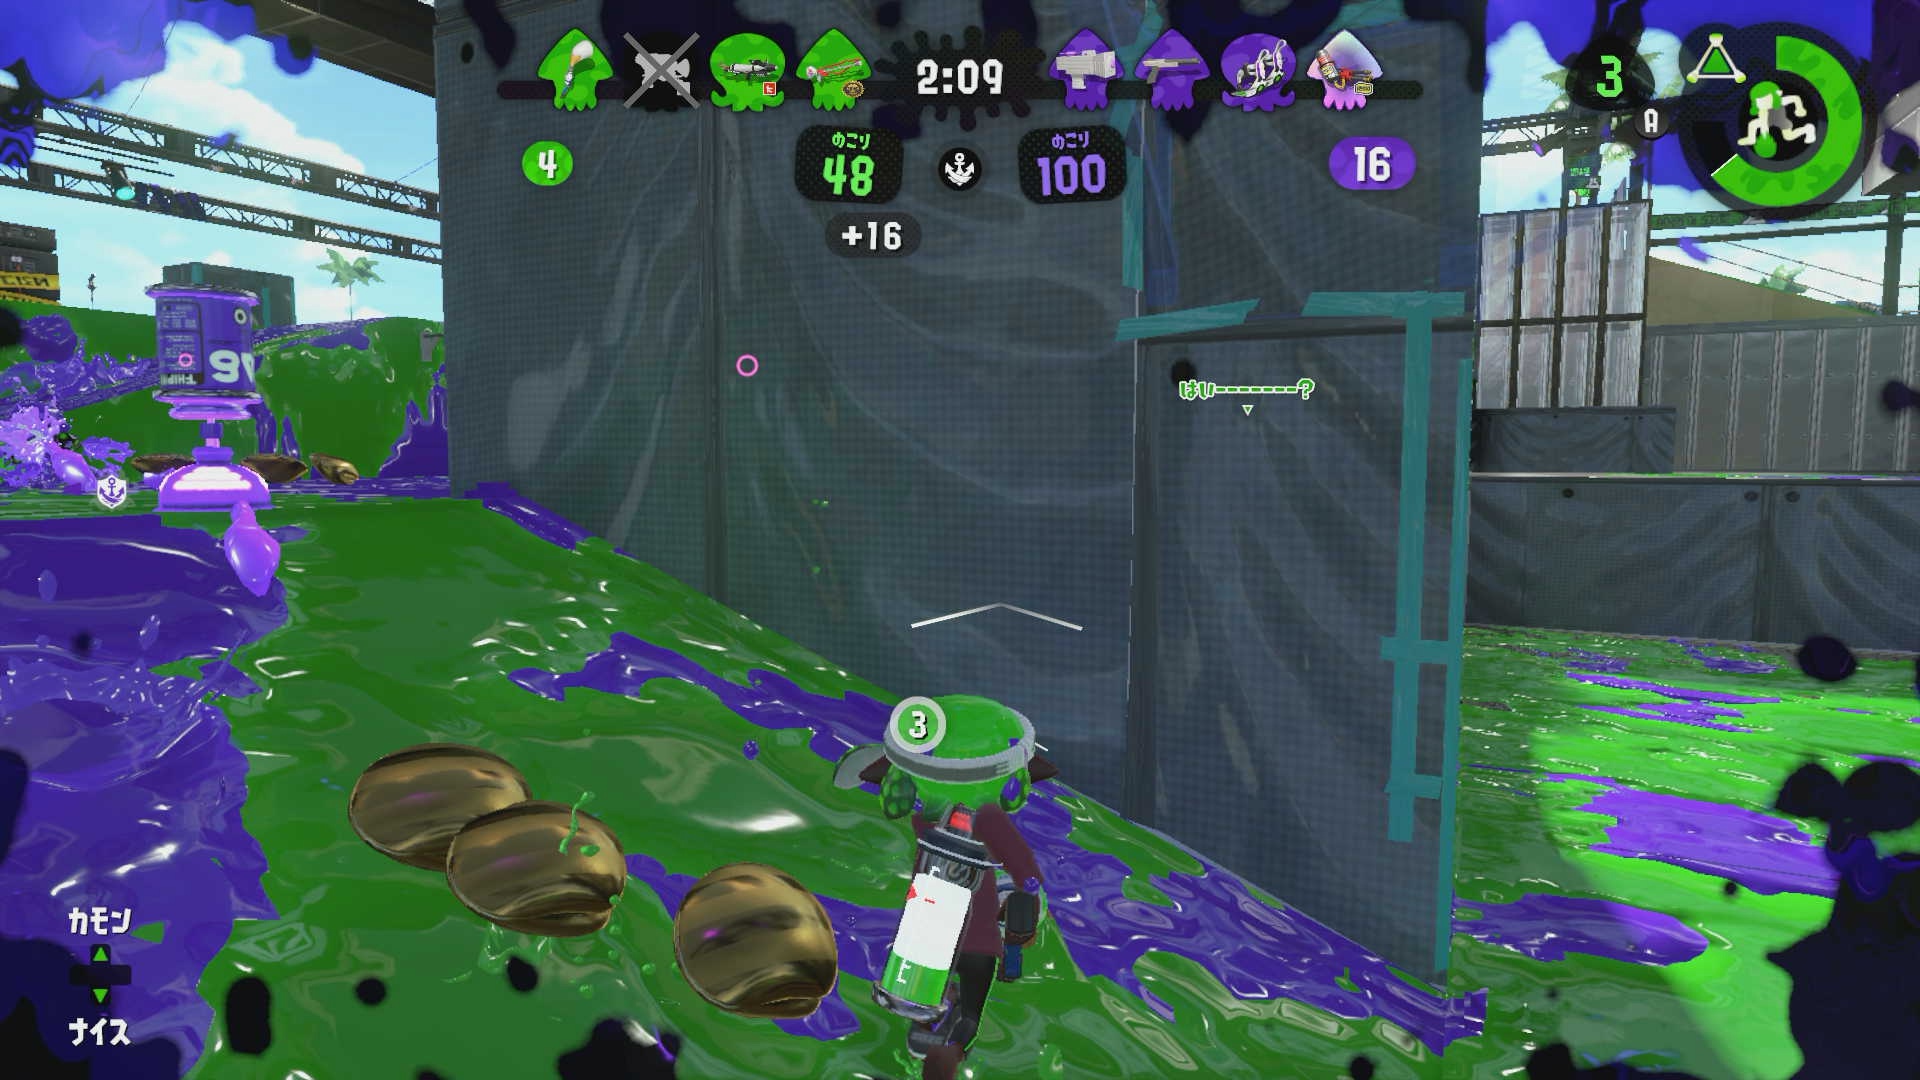 2:09
3
A
4
のこり
48
のこり
100
16
+16
はい-------?
3
カモン
ナイス